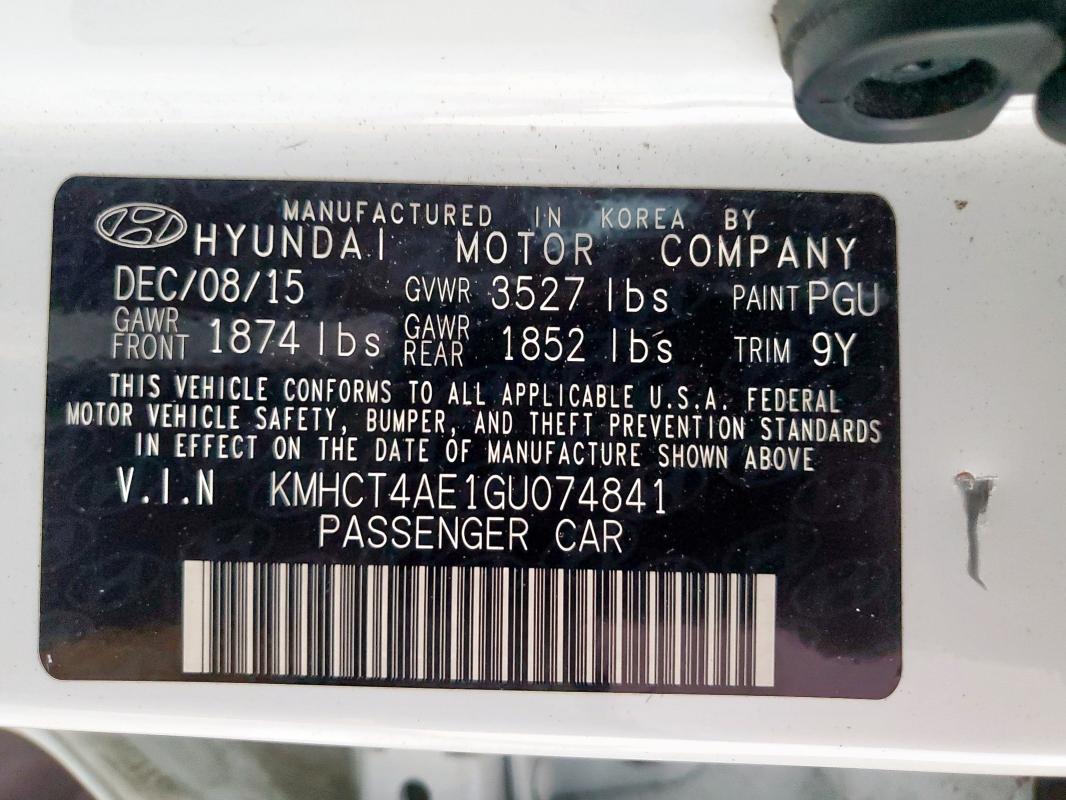 MANUFACTURED IN KOREA BY
HYUNDAI MOTOR COMPANY
DEC/08/15 GVWR 3527 lbs PAINT PGU
GAWR FRONT 1874 lbs GAWR REAR 1852 lbs TRIM 9Y
THIS VEHICLE CONFORMS TO ALL APPLICABLE U.S.A. FEDERAL
MOTOR VEHICLE SAFETY, BUMPER, AND THEFT PREVENTION STANDARDS
IN EFFECT ON THE DATE OF MANUFACTURE SHOWN ABOVE
V.I.N KMHCT4AE1GU074841
PASSENGER CAR